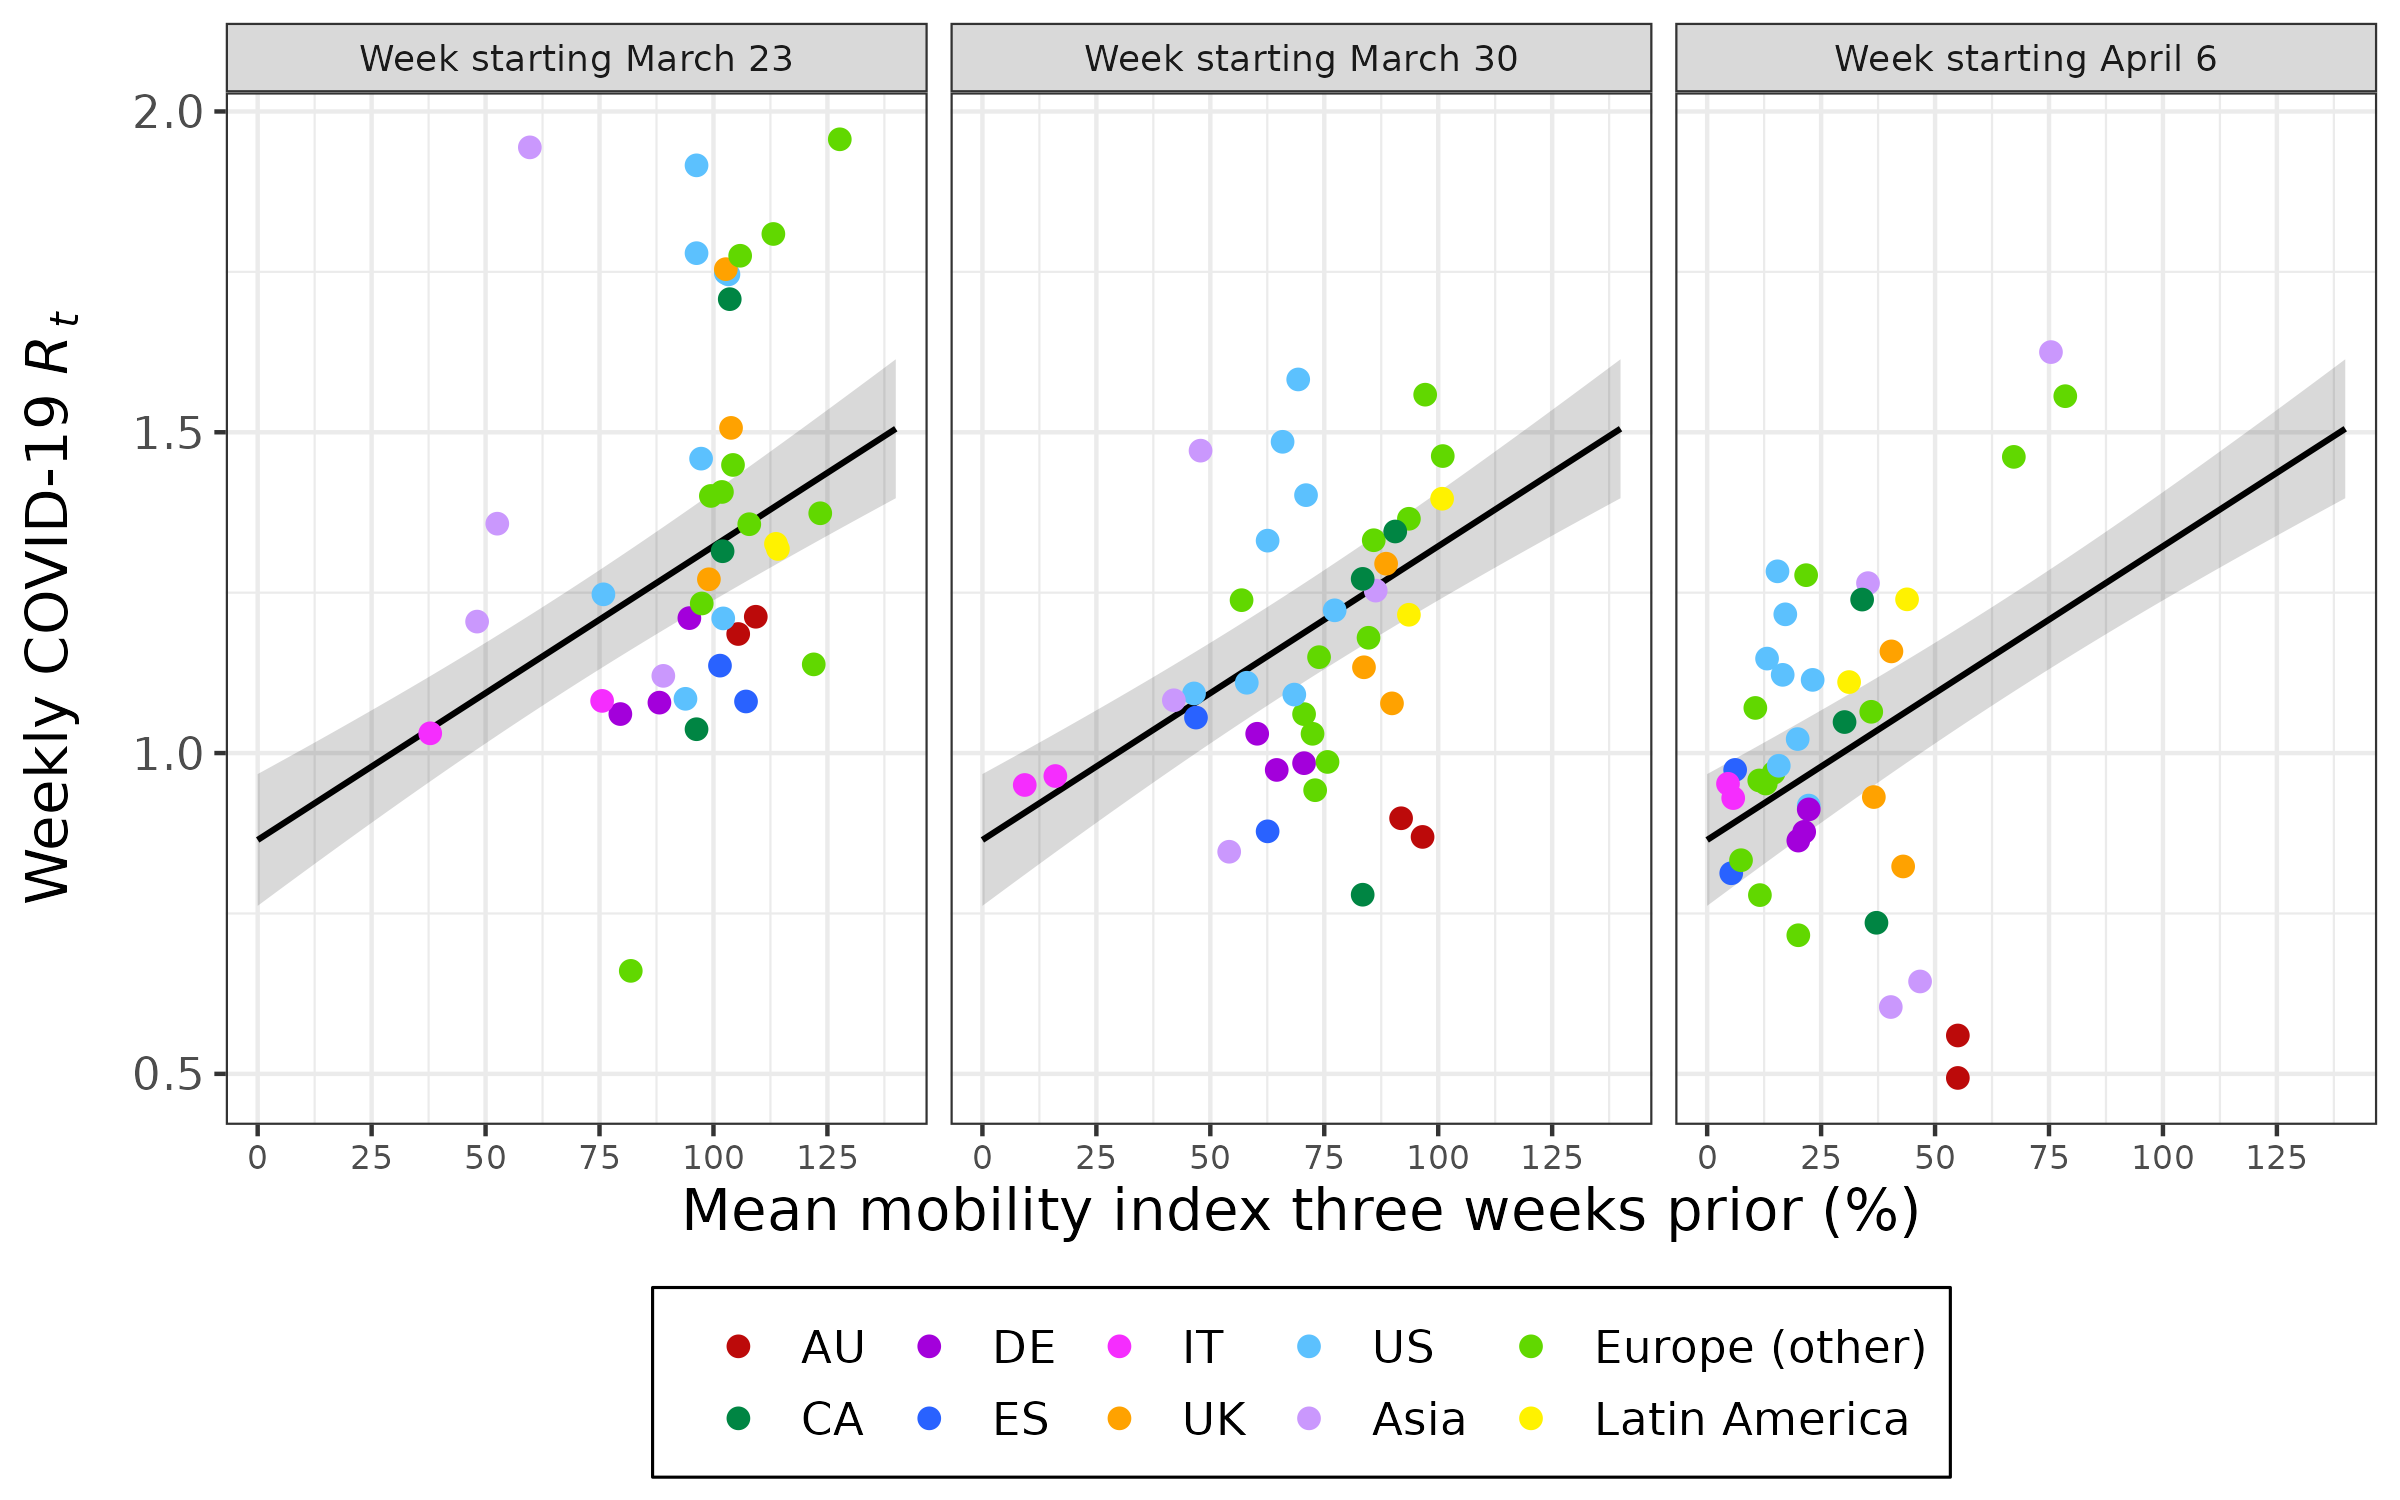 Week starting March 23
Week starting March 30
Week starting April 6
Weekly COVID-19 Rt
2.0
1.5
1.0
0.5
0 25 50 75 100 125
0 25 50 75 100 125
0 25 50 75 100 125
Mean mobility index three weeks prior (%)
AU DE IT US Europe (other)
CA ES UK Asia Latin America